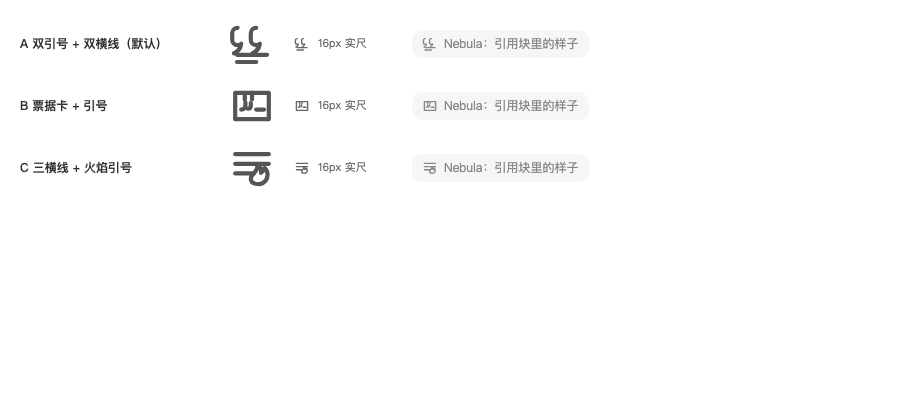 A 双引号 + 双横线（默认） 16px 实尺 Nebula：引用块里的样子
B 票据卡 + 引号 16px 实尺 Nebula：引用块里的样子
C 三横线 + 火焰引号 16px 实尺 Nebula：引用块里的样子